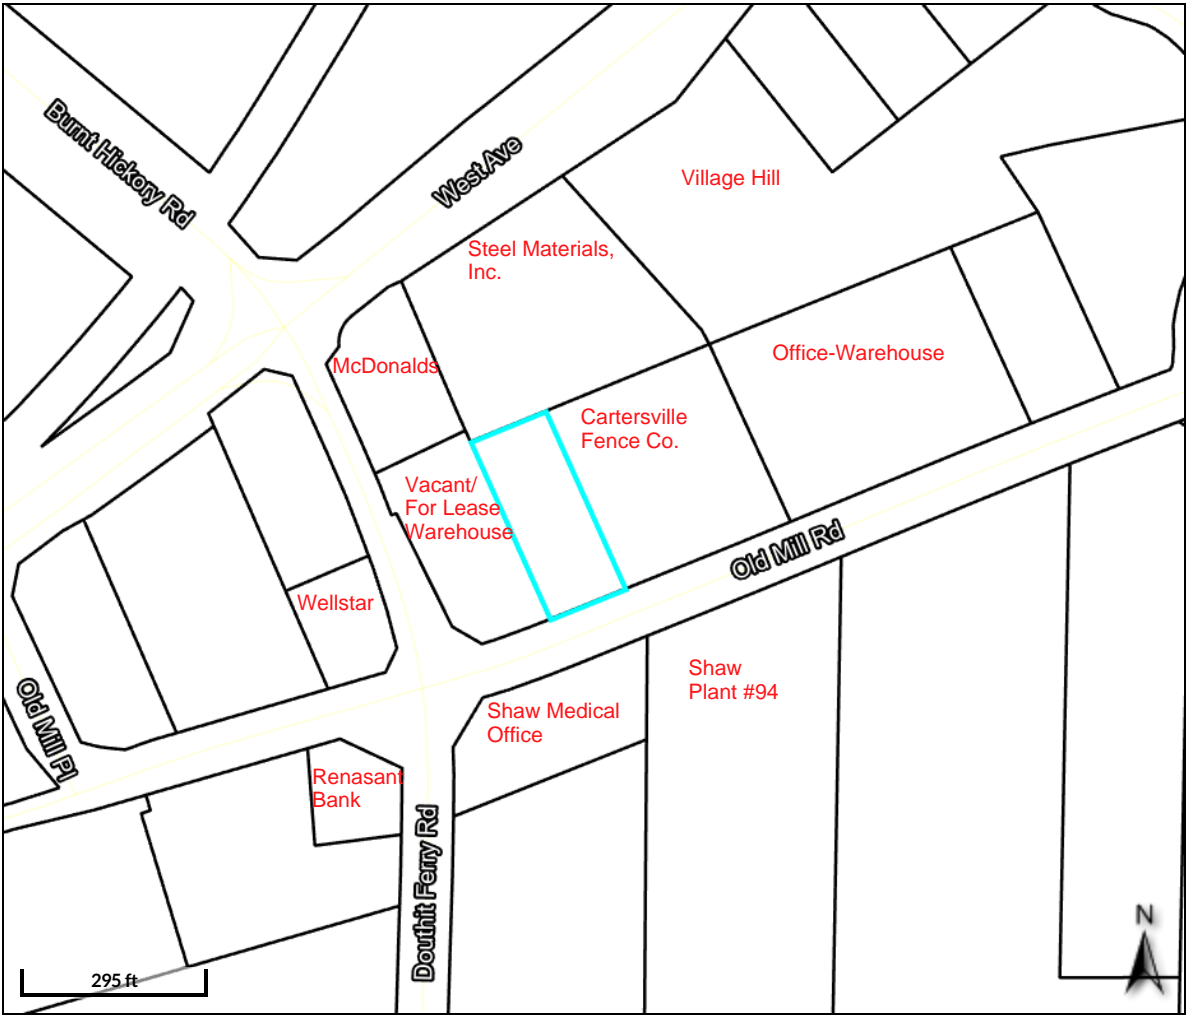 Burnt Hickory Rd
West Ave
Village Hill
Steel Materials,
Inc.
McDonalds
Office-Warehouse
Cartersville
Fence Co.
Vacant/
For Lease
Warehouse
Old Mill Rd
Wellstar
Shaw
Plant #94
Old Mill Pl
Shaw Medical
Office
Renasant
Bank
Douthit Ferry Rd
N
295 ft